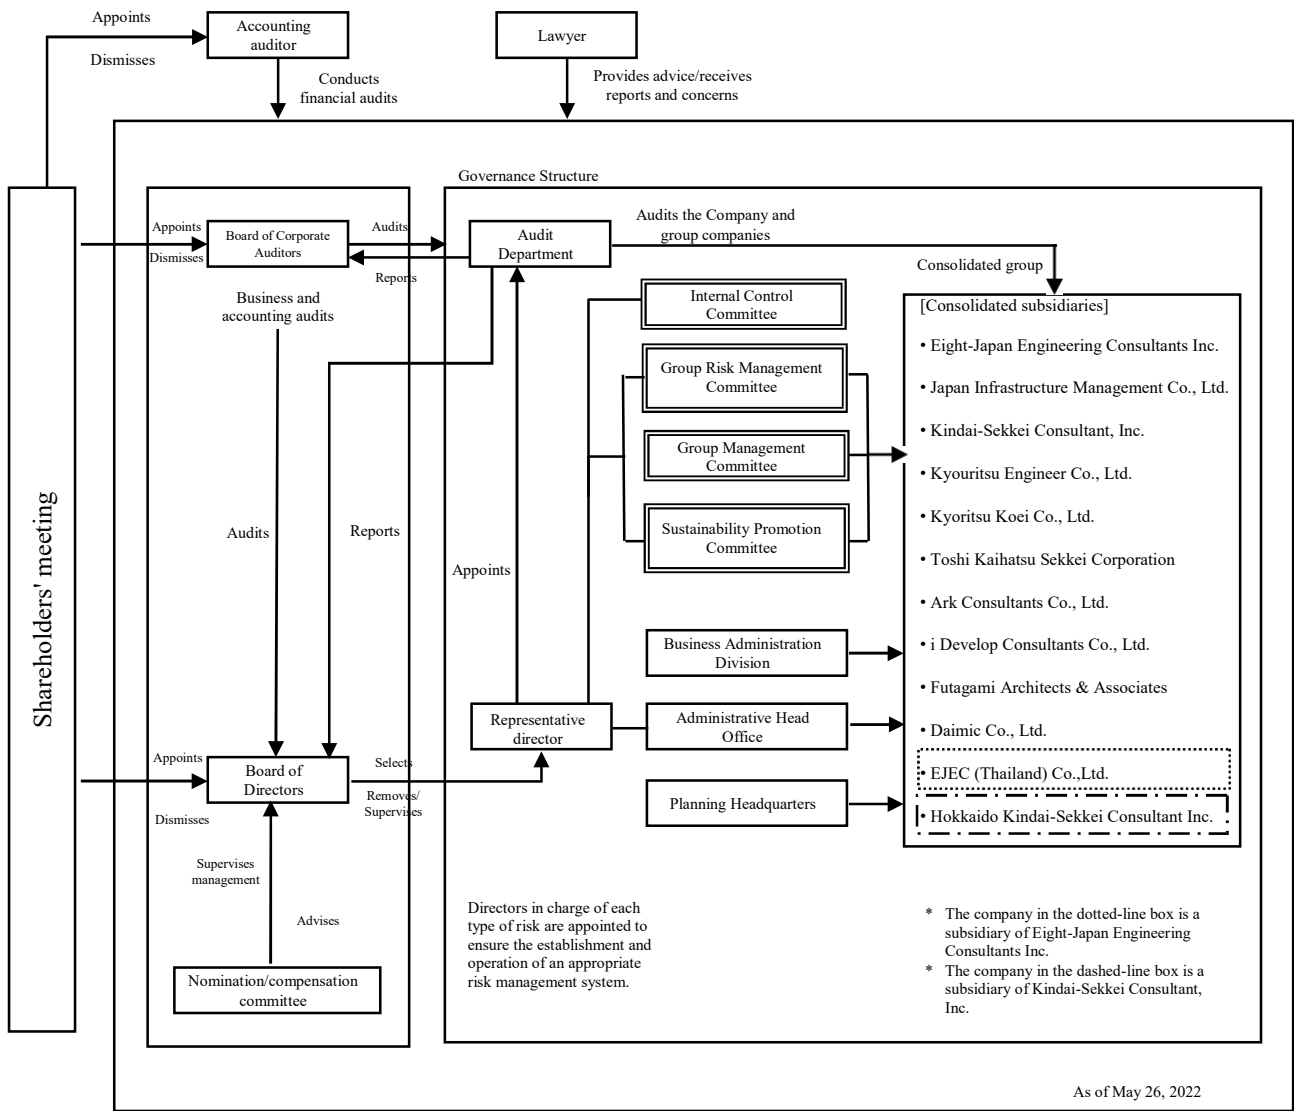 Appoints
Dismisses
Accounting
auditor
Lawyer
Conducts
financial audits
Provides advice/receives
reports and concerns
Governance Structure
Shareholders' meeting
Appoints
Dismisses
Board of Corporate
Auditors
Audits
Reports
Audit
Department
Audits the Company and
group companies
Consolidated group
Business and
accounting audits
Internal Control
Committee
Group Risk Management
Committee
Group Management
Committee
Sustainability Promotion
Committee
Audits
Reports
Appoints
Business Administration
Division
Representative
director
Administrative Head
Office
Planning Headquarters
Appoints
Dismisses
Board of
Directors
Selects
Removes/
Supervises
Supervises
management
Advises
Nomination/compensation
committee
[Consolidated subsidiaries]
• Eight-Japan Engineering Consultants Inc.
• Japan Infrastructure Management Co., Ltd.
• Kindai-Sekkei Consultant, Inc.
• Kyouritsu Engineer Co., Ltd.
• Kyoritsu Koei Co., Ltd.
• Toshi Kaihatsu Sekkei Corporation
• Ark Consultants Co., Ltd.
• i Develop Consultants Co., Ltd.
• Futagami Architects & Associates
• Daimic Co., Ltd.
• EJEC (Thailand) Co.,Ltd.
• Hokkaido Kindai-Sekkei Consultant Inc.
Directors in charge of each
type of risk are appointed to
ensure the establishment and
operation of an appropriate
risk management system.
* The company in the dotted-line box is a
subsidiary of Eight-Japan Engineering
Consultants Inc.
* The company in the dashed-line box is a
subsidiary of Kindai-Sekkei Consultant,
Inc.
As of May 26, 2022